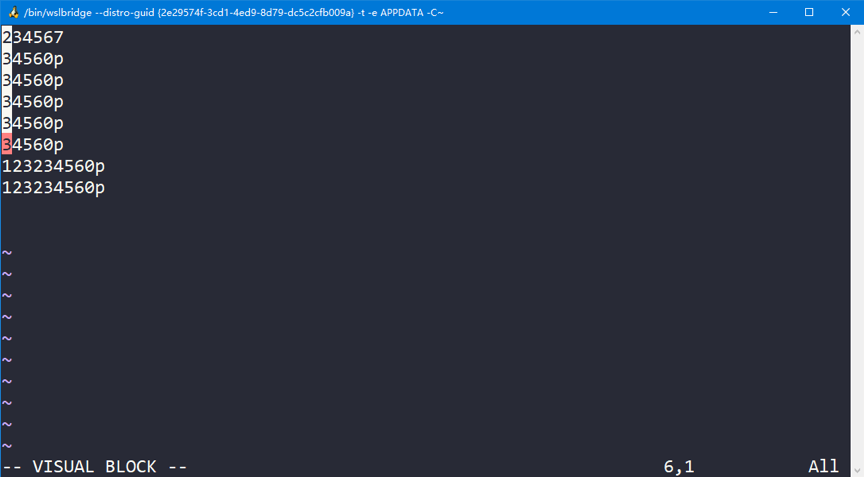 /bin/wslbridge --distro-guid {2e29574f-3cd1-4ed9-8d79-dc5c2cfb009a} -t -e APPDATA -C~
234567
34560p
34560p
34560p
34560p
34560p
123234560p
123234560p
~
~
~
~
~
~
~
~
~
~
-- VISUAL BLOCK -- 6,1 All